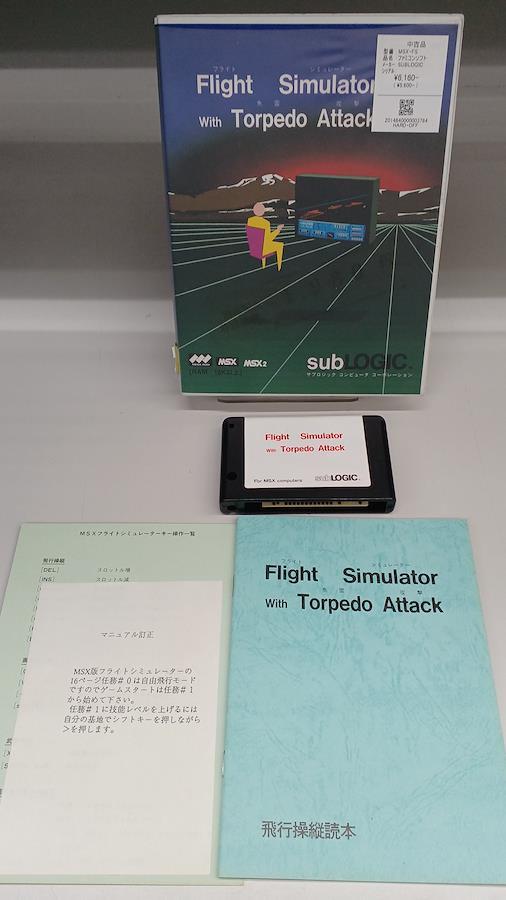 フライト シミュレーター
Flight Simulator
魚雷 攻撃
With Torpedo Attack
中古品
型番 MSX-FS
品名 ファミコンソフト
メーカー SUBLOGIC
シリアル
¥6,160-
(¥5,600-)
2014840000003784
HARD-OFF
MSX MSX2
subLOGIC.
サブロジック コンピュータ コーポレーション
Flight Simulator
With Torpedo Attack
For MSX computers subLOGIC.
MSXフライトシミュレーターキー操作一覧
飛行操縦
[DEL] スロットル増
[INS] スロットル減
マニュアル訂正
MSX版フライトシミュレーターの
16ページ任務#0は自由飛行モード
ですのでゲームスタートは任務#1
から始めて下さい。
任務#1に技能レベルを上げるには
自分の基地でシフトキーを押しながら
>を押します。
フライト シミュレーター
Flight Simulator
魚雷 攻撃
With Torpedo Attack
飛行操縦読本